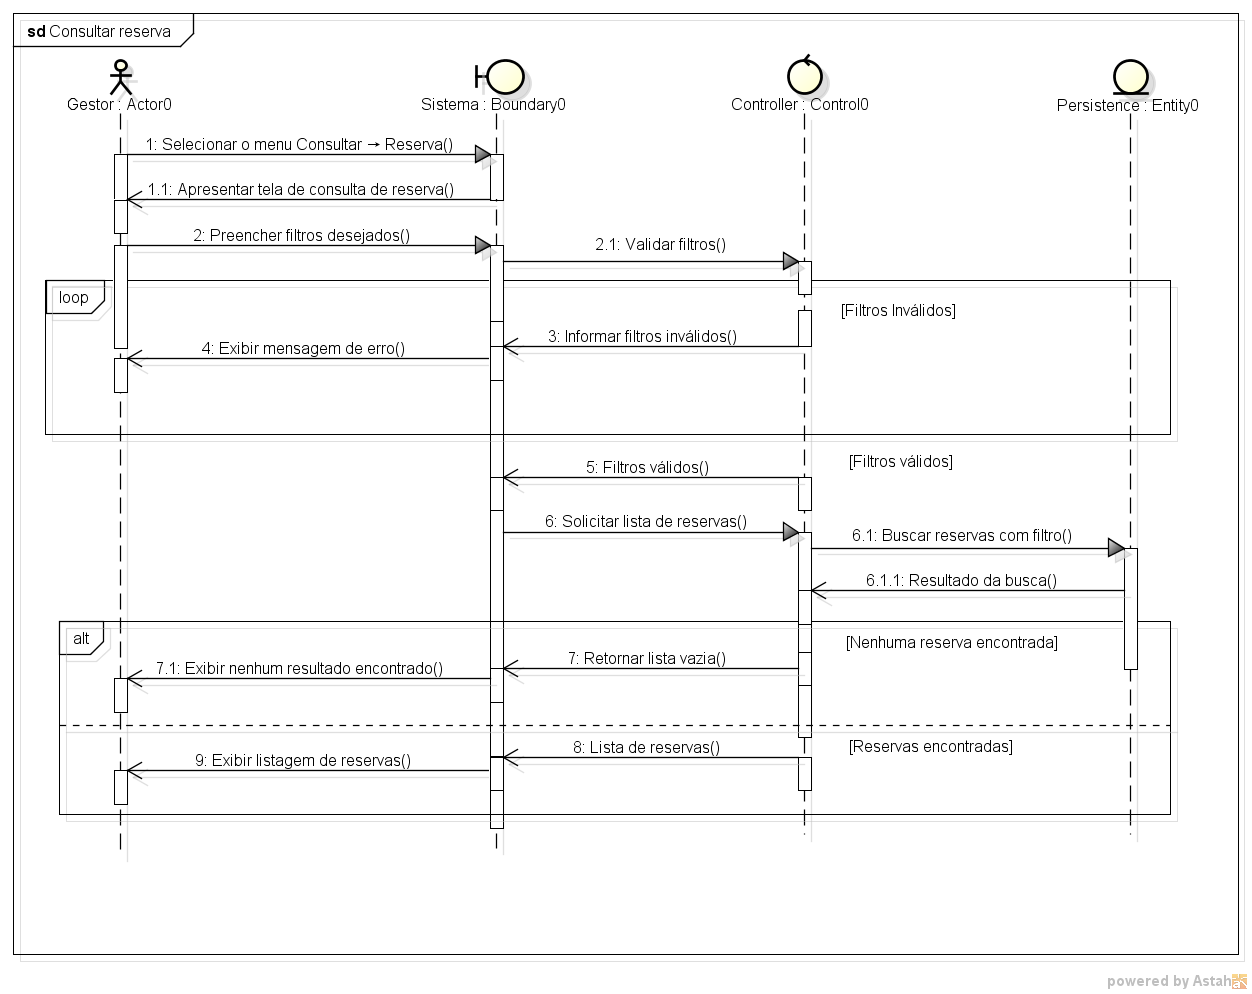 sd Consultar reserva
Gestor : Actor0
Sistema : Boundary0
Controller : Control0
Persistence : Entity0
1: Selecionar o menu Consultar → Reserva()
1.1: Apresentar tela de consulta de reserva()
2: Preencher filtros desejados()
2.1: Validar filtros()
loop
[Filtros Inválidos]
3: Informar filtros inválidos()
4: Exibir mensagem de erro()
[Filtros válidos]
5: Filtros válidos()
6: Solicitar lista de reservas()
6.1: Buscar reservas com filtro()
6.1.1: Resultado da busca()
alt
[Nenhuma reserva encontrada]
7: Retornar lista vazia()
7.1: Exibir nenhum resultado encontrado()
[Reservas encontradas]
8: Lista de reservas()
9: Exibir listagem de reservas()
powered by Astah